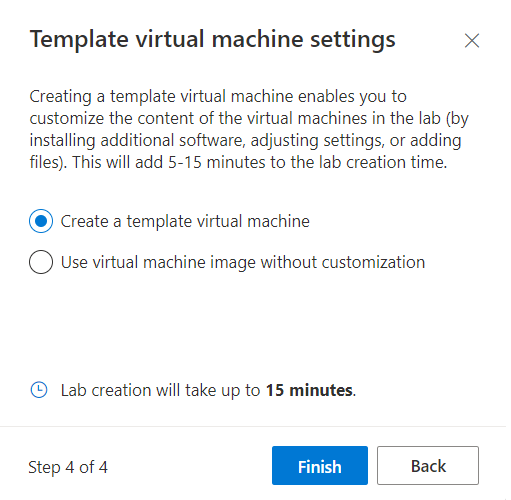 Template virtual machine settings
Creating a template virtual machine enables you to
customize the content of the virtual machines in the lab (by
installing additional software, adjusting settings, or adding
files). This will add 5-15 minutes to the lab creation time.
Create a template virtual machine
Use virtual machine image without customization
Lab creation will take up to 15 minutes.
Step 4 of 4
Finish
Back